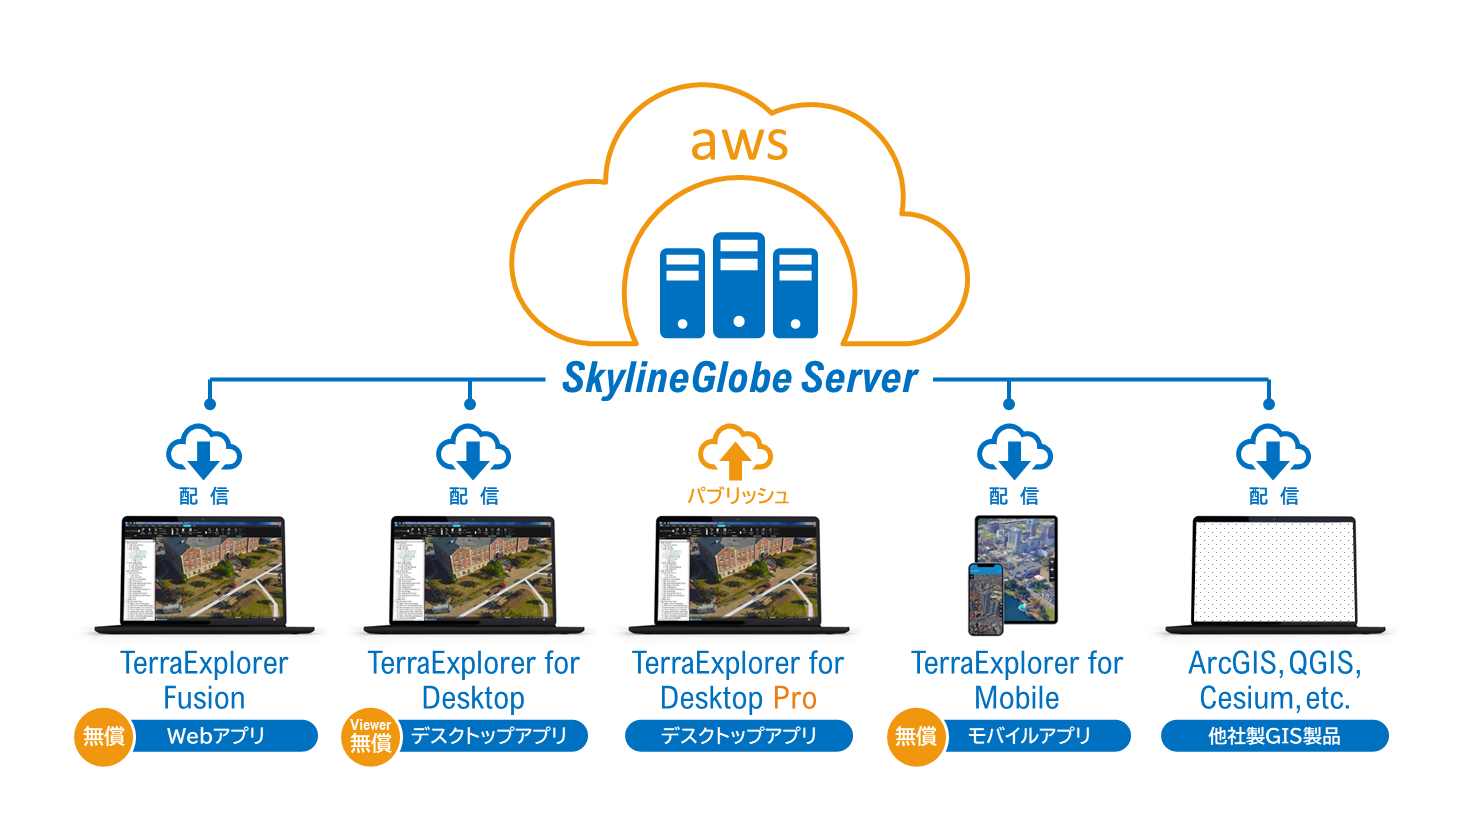 aws
SkylineGlobe Server
配信
配信
パブリッシュ
配信
配信
TerraExplorer
Fusion
無償
Webアプリ
TerraExplorer for
Desktop
Viewer
無償
デスクトップアプリ
TerraExplorer for
Desktop Pro
デスクトップアプリ
TerraExplorer for
Mobile
無償
モバイルアプリ
ArcGIS, QGIS,
Cesium, etc.
他社製GIS製品